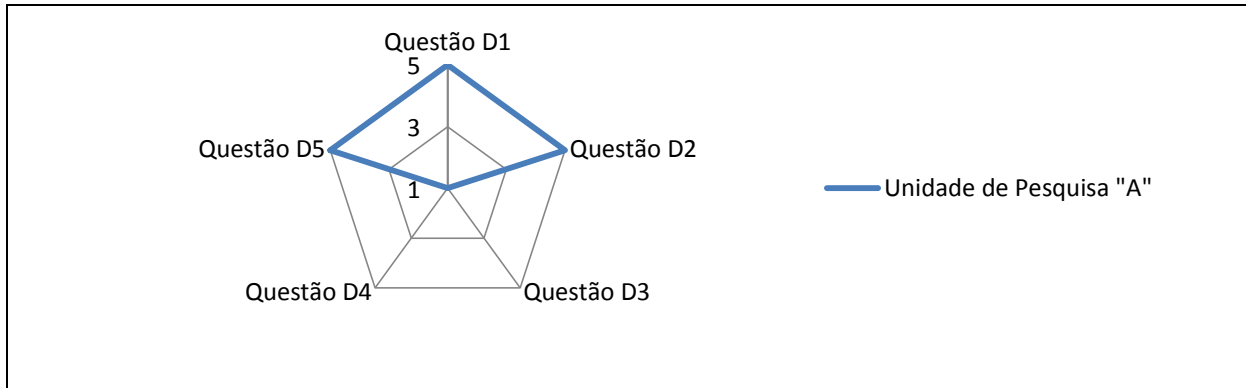 Questão D1
5
3
1
Questão D5
Questão D2
Questão D4
Questão D3
Unidade de Pesquisa "A"